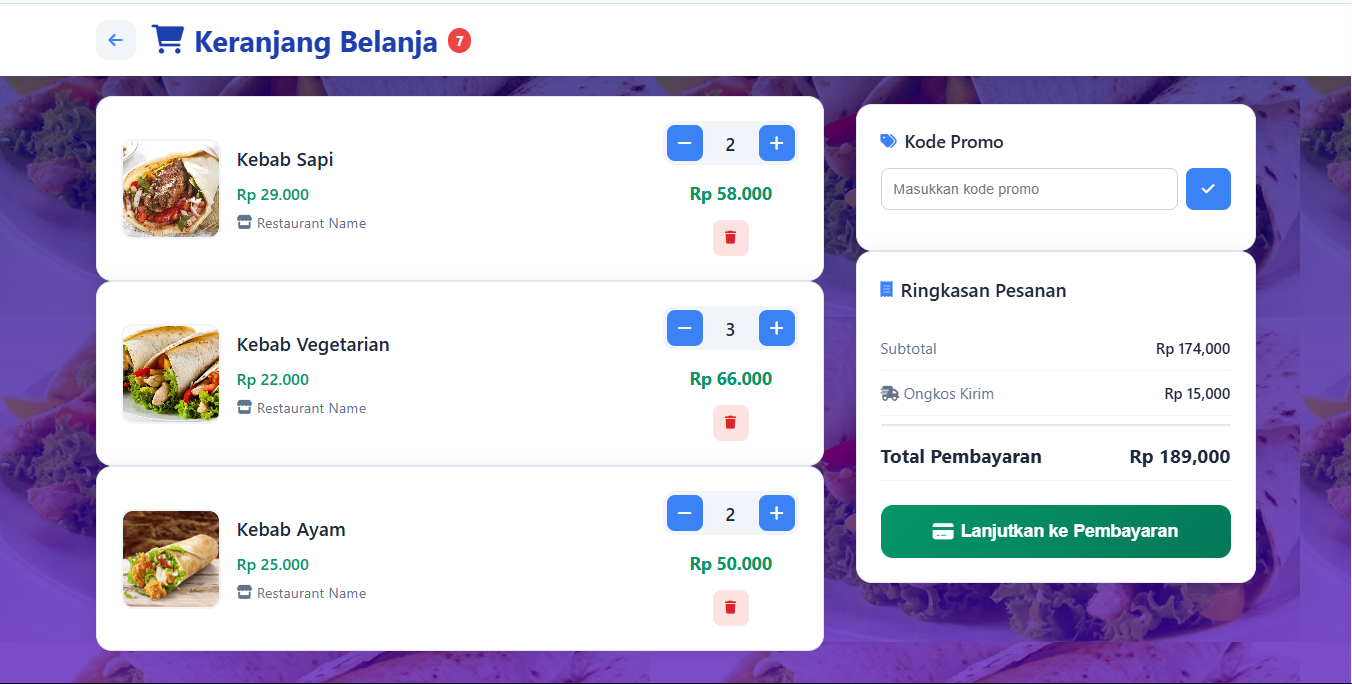 Keranjang Belanja 7
Kebab Sapi
Rp 29.000
Restaurant Name
2
Rp 58.000
Kebab Vegetarian
Rp 22.000
Restaurant Name
3
Rp 66.000
Kebab Ayam
Rp 25.000
Restaurant Name
2
Rp 50.000
Kode Promo
Masukkan kode promo
Ringkasan Pesanan
Subtotal Rp 174,000
Ongkos Kirim Rp 15,000
Total Pembayaran Rp 189,000
Lanjutkan ke Pembayaran